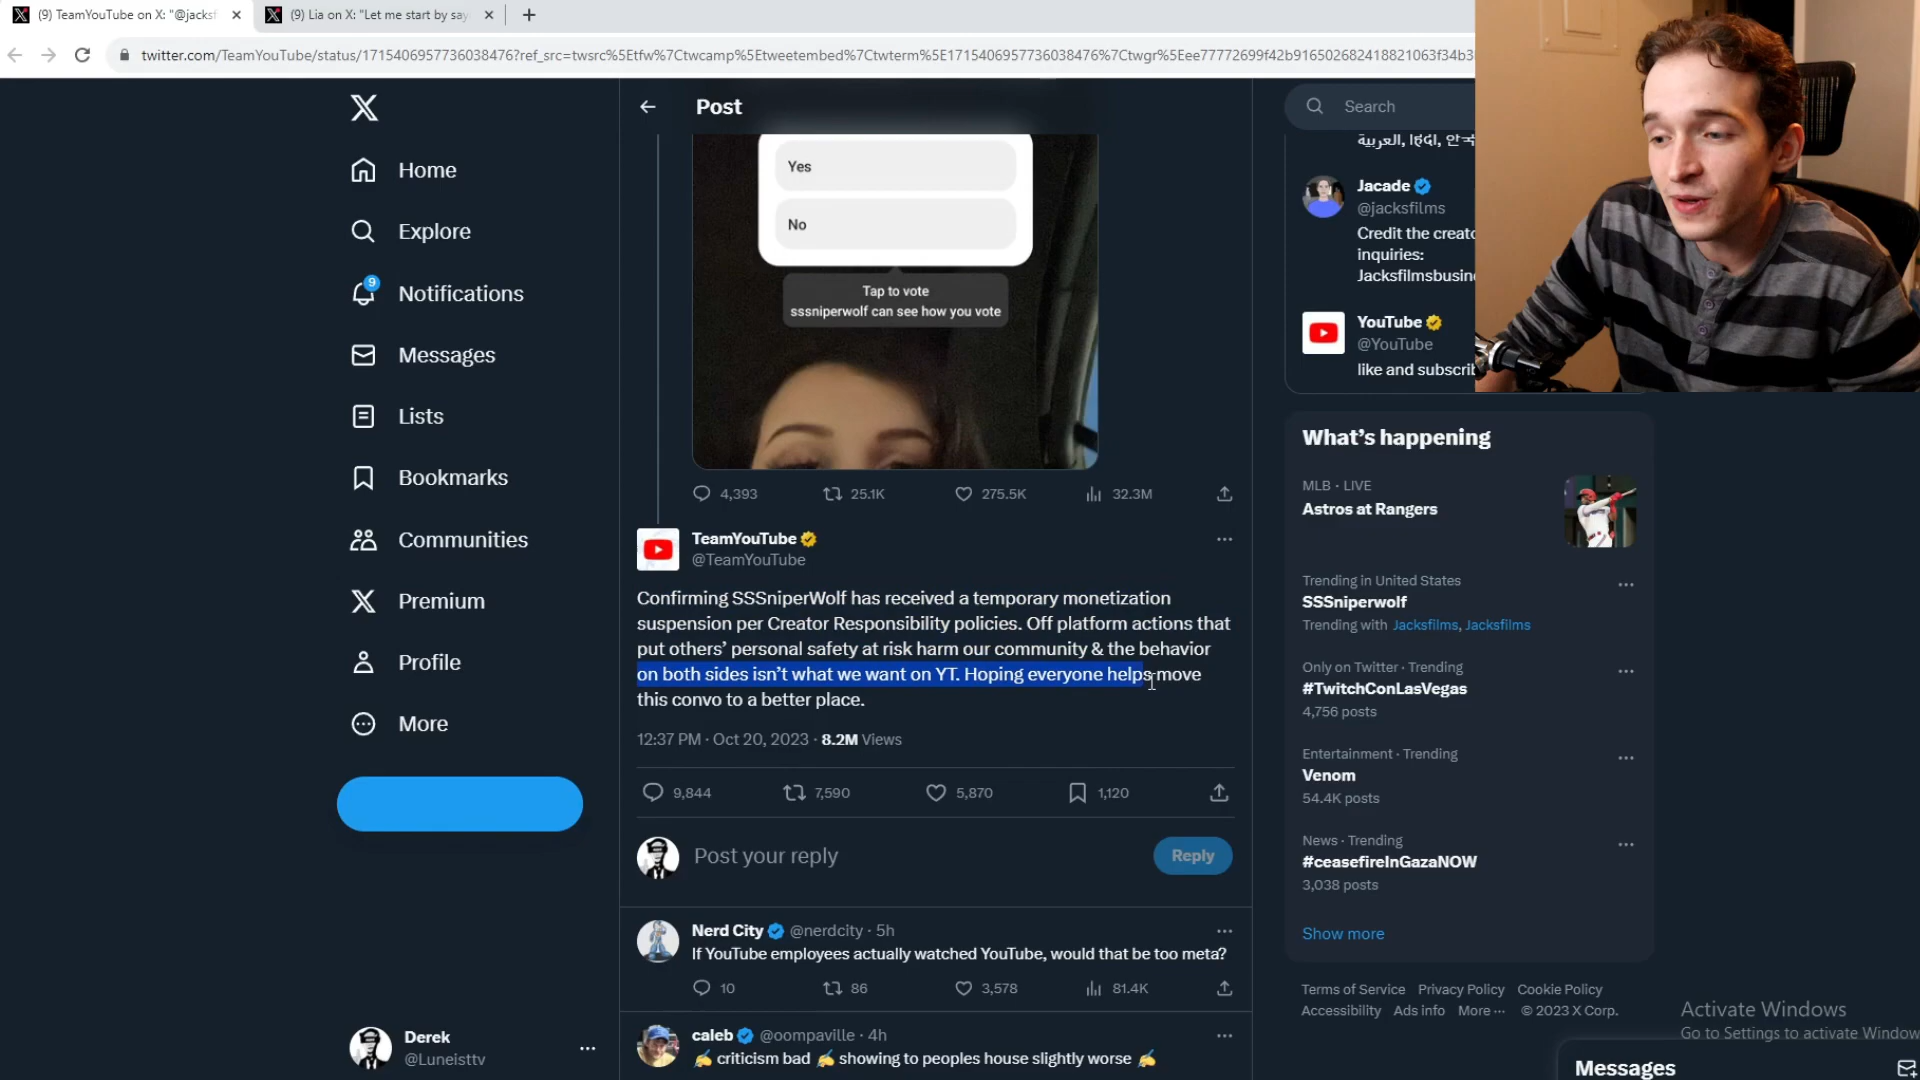 (9) TeamYouTube on X: "@jacksf
(9) Lia on X: "Let me start by say
twitter.com/TeamYouTube/status/1715406957736038476?ref_src=twsrc%5Etfw%7Ctwcamp%5Etweetembed%7Ctwterm%5E1715406957736038476%7Ctwgr%5Eee77772699f42b916502682418821063f34b3
Home
Explore
9
Notifications
Messages
Lists
Bookmarks
Communities
Premium
Profile
More
Derek
@Luneisttv
Post
Yes
No
Tap to vote
sssniperwolf can see how you vote
4,393
25.1K
275.5K
32.3M
TeamYouTube
@TeamYouTube
Confirming SSSniperWolf has received a temporary monetization
suspension per Creator Responsibility policies. Off platform actions that
put others' personal safety at risk harm our community & the behavior
on both sides isn't what we want on YT. Hoping everyone helps move
this convo to a better place.
12:37 PM · Oct 20, 2023 · 8.2M Views
9,844
7,590
5,870
1,120
Post your reply
Reply
Nerd City @nerdcity · 5h
If YouTube employees actually watched YouTube, would that be too meta?
10
86
3,578
81.4K
caleb @oompaville · 4h
✍️ criticism bad ✍️ showing to peoples house slightly worse ✍️
Search
العربية, हिंदी, 한국
Jacade
@jacksfilms
Credit the creato
inquiries:
Jacksfilmsbusine
YouTube
@YouTube
like and subscrib
What's happening
MLB · LIVE
Astros at Rangers
Trending in United States
SSSniperwolf
Trending with Jacksfilms, Jacksfilms
Only on Twitter · Trending
#TwitchConLasVegas
4,756 posts
Entertainment · Trending
Venom
54.4K posts
News · Trending
#ceasefireInGazaNOW
3,038 posts
Show more
Terms of Service Privacy Policy Cookie Policy
Accessibility Ads info More ··· © 2023 X Corp.
Activate Windows
Go to Settings to activate Window
Messages